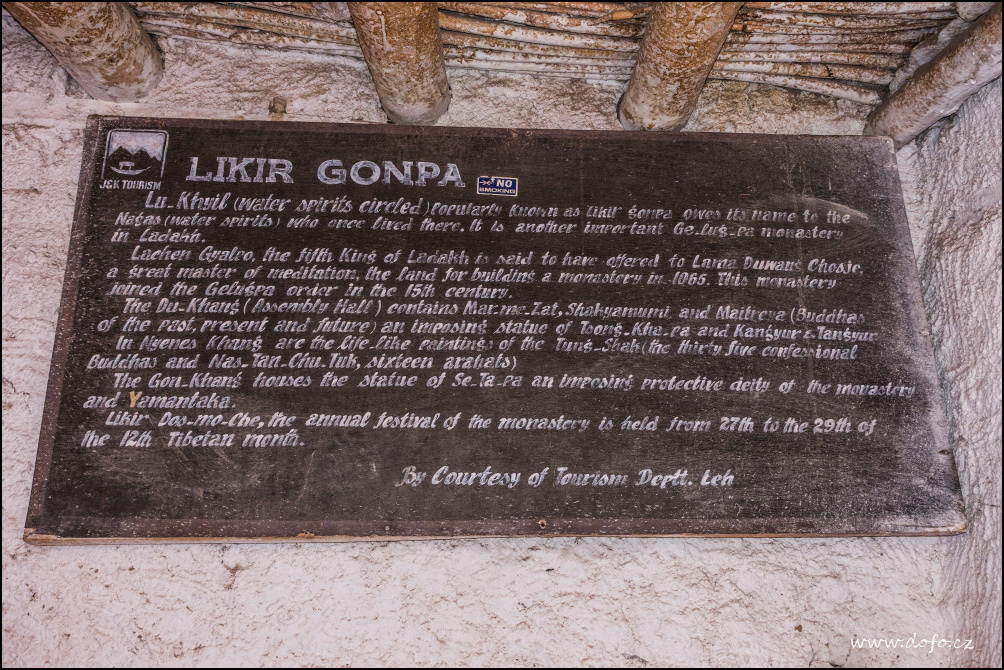 J&K TOURISM
LIKIR GONPA
NO
SMOKING
Lu-Khyil (water spirits circled) Popularly Known as Likir Gonpa owes its name to the
Nagas (water spirits) who once lived there. It is another important Ge-lug-pa monastery
in Ladakh.
Lachen Gyalpo, the fifth King of Ladakh is said to have offered to Lama Duwang Chosje,
a great master of meditation, the land for building a monastery in 1065. This monastery
joined the Gelugpa order in the 15th century.
The Du-Khang (Assembly Hall) contains Mar-me-Zat, Shakyamumi, and Maitreya (Buddhas
of the past, present and future) an imposing statue of Tsong-Kha-pa and Kangyur & Tangyur
In Nyenes Khang are the life-like paintings of the Tung-Shak (the thirty five confessional
Buddhas and Nas-Tan-Chu-Tuk, sixteen arahats)
The Gon-Khang houses the statue of Se-Ta-pa an imposing protective deity of the monastery
and Yamantaka.
Likir Dos-mo-Che, the annual festival of the monastery is held from 27th to the 29th of
the 12th Tibetan month.
By Courtesy of Tourism Deptt. Leh
www.dofo.cz